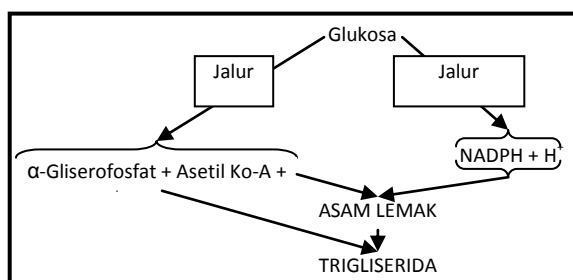 Glukosa
Jalur
Jalur
α-Gliserofosfat + Asetil Ko-A +
NADPH + H⁺
ASAM LEMAK
TRIGLISERIDA